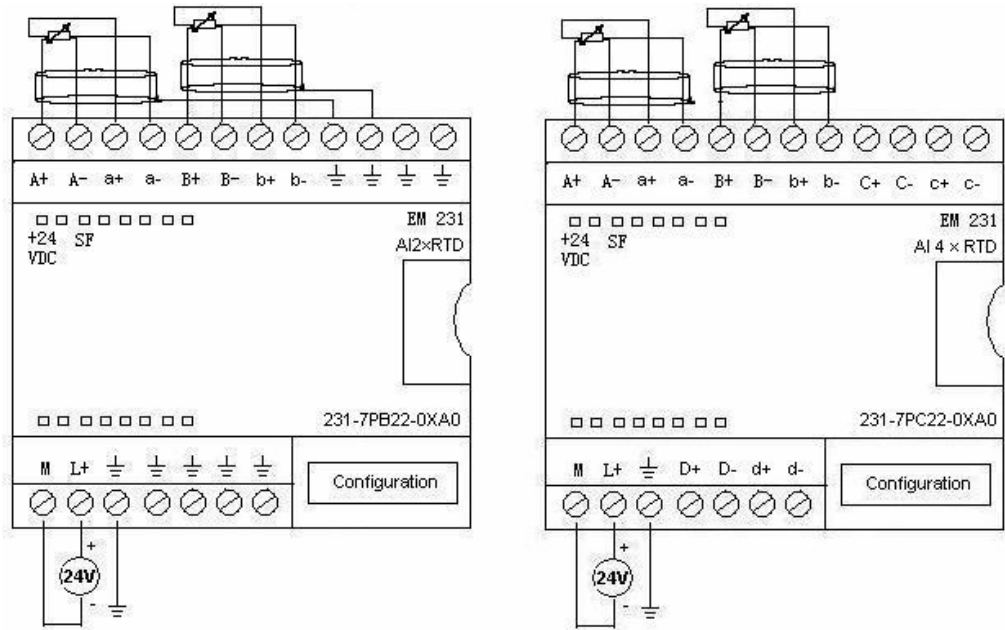 A+ A- a+ a- B+ B- b+ b-
EM 231
+24 SF
VDC
AI2×RTD
231-7PB22-0XA0
M L+
Configuration
+
24V
-
A+ A- a+ a- B+ B- b+ b- C+ C- c+ c-
EM 231
+24 SF
VDC
AI 4 × RTD
231-7PC22-0XA0
M L+ D+ D- d+ d-
Configuration
+
24V
-